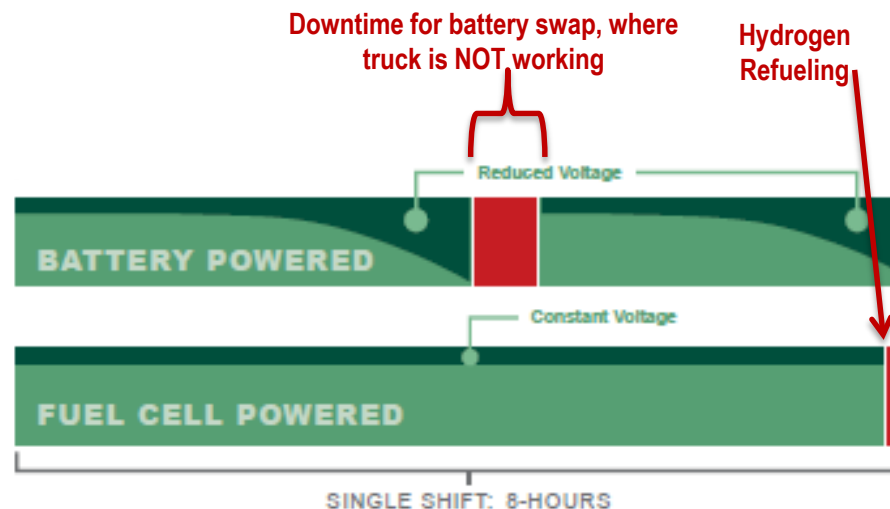 Downtime for battery swap, where
truck is NOT working
Hydrogen
Refueling
Reduced Voltage
BATTERY POWERED
Constant Voltage
FUEL CELL POWERED
SINGLE SHIFT: 8-HOURS